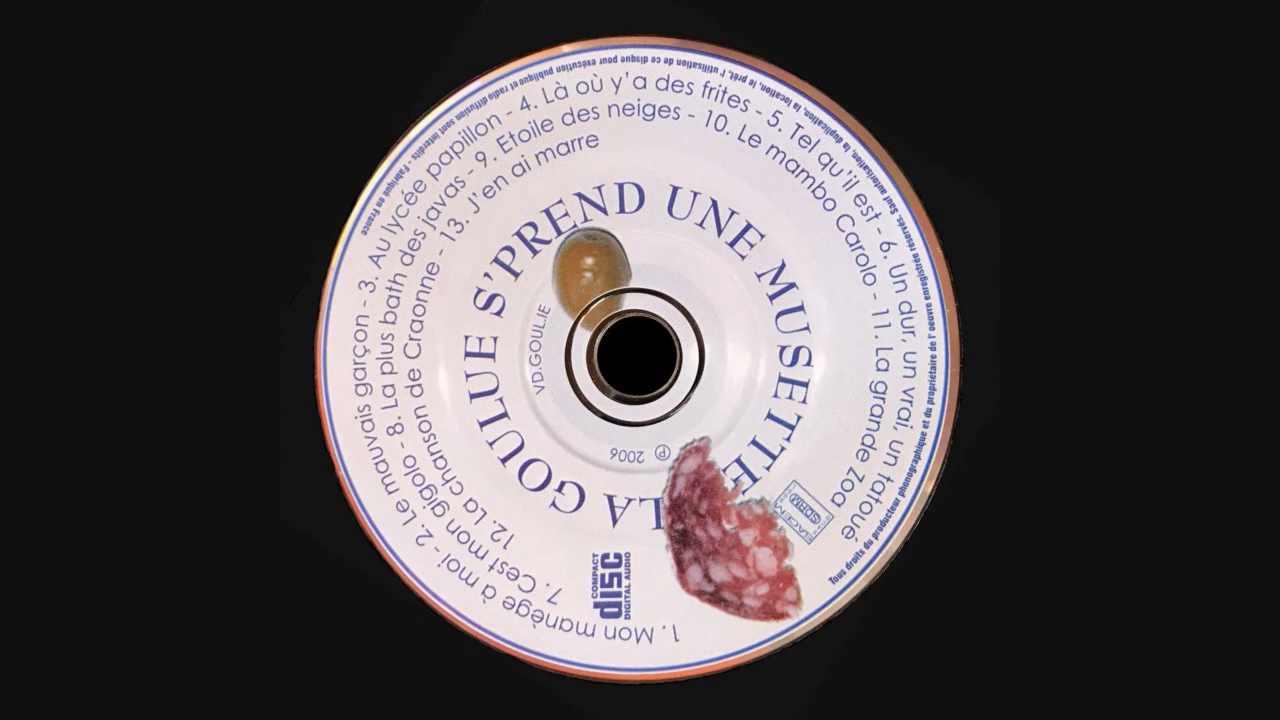 Tous droits du producteur phonographique et du propriétaire de l'oeuvre enregistrée réservés. Sauf autorisation, la duplication, la location, le prêt, l'utilisation de ce disque pour exécution publique et radio diffusion sont interdits - Fabriqué en France
1. Mon manège à moi - 2. Le mauvais garçon - 3. Au lycée papillon - 4. Là où y'a des frites - 5. Tel qu'il est - 6. Un dur, un vrai, un tatoué
7. C'est mon gigolo - 8. La plus bath des javas - 9. Etoile des neiges - 10. Le mambo Carolo - 11. La grande Zoa
12. La chanson de Craonne - 13. J'en ai marre
LA GOULUE S'PREND UNE MUSETTE
VD.GOULIE
℗ 2006
COMPACT
disc
DIGITAL AUDIO
SACEM
SDRM